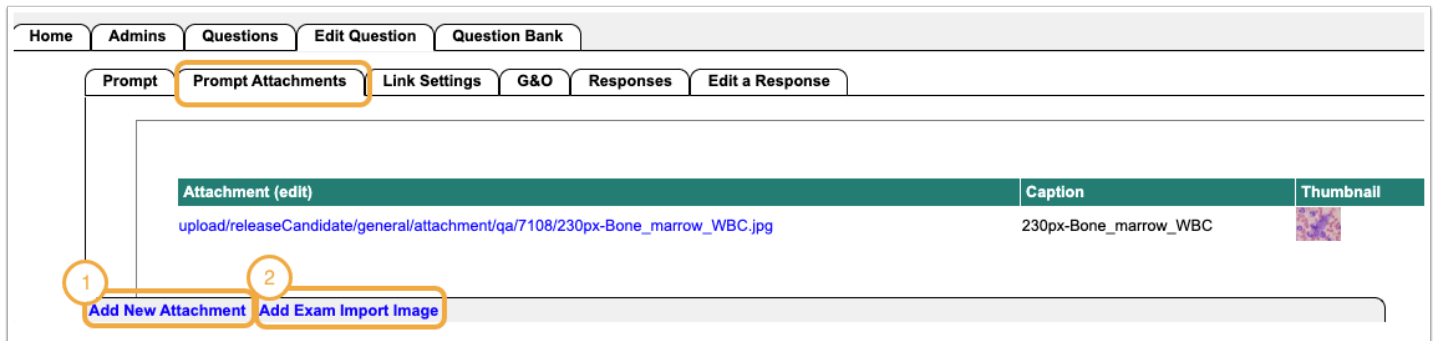 Home Admins Questions Edit Question Question Bank
Prompt Prompt Attachments Link Settings G&O Responses Edit a Response
Attachment (edit) Caption Thumbnail
upload/releaseCandidate/general/attachment/qa/7108/230px-Bone_marrow_WBC.jpg 230px-Bone_marrow_WBC
1 2
Add New Attachment Add Exam Import Image